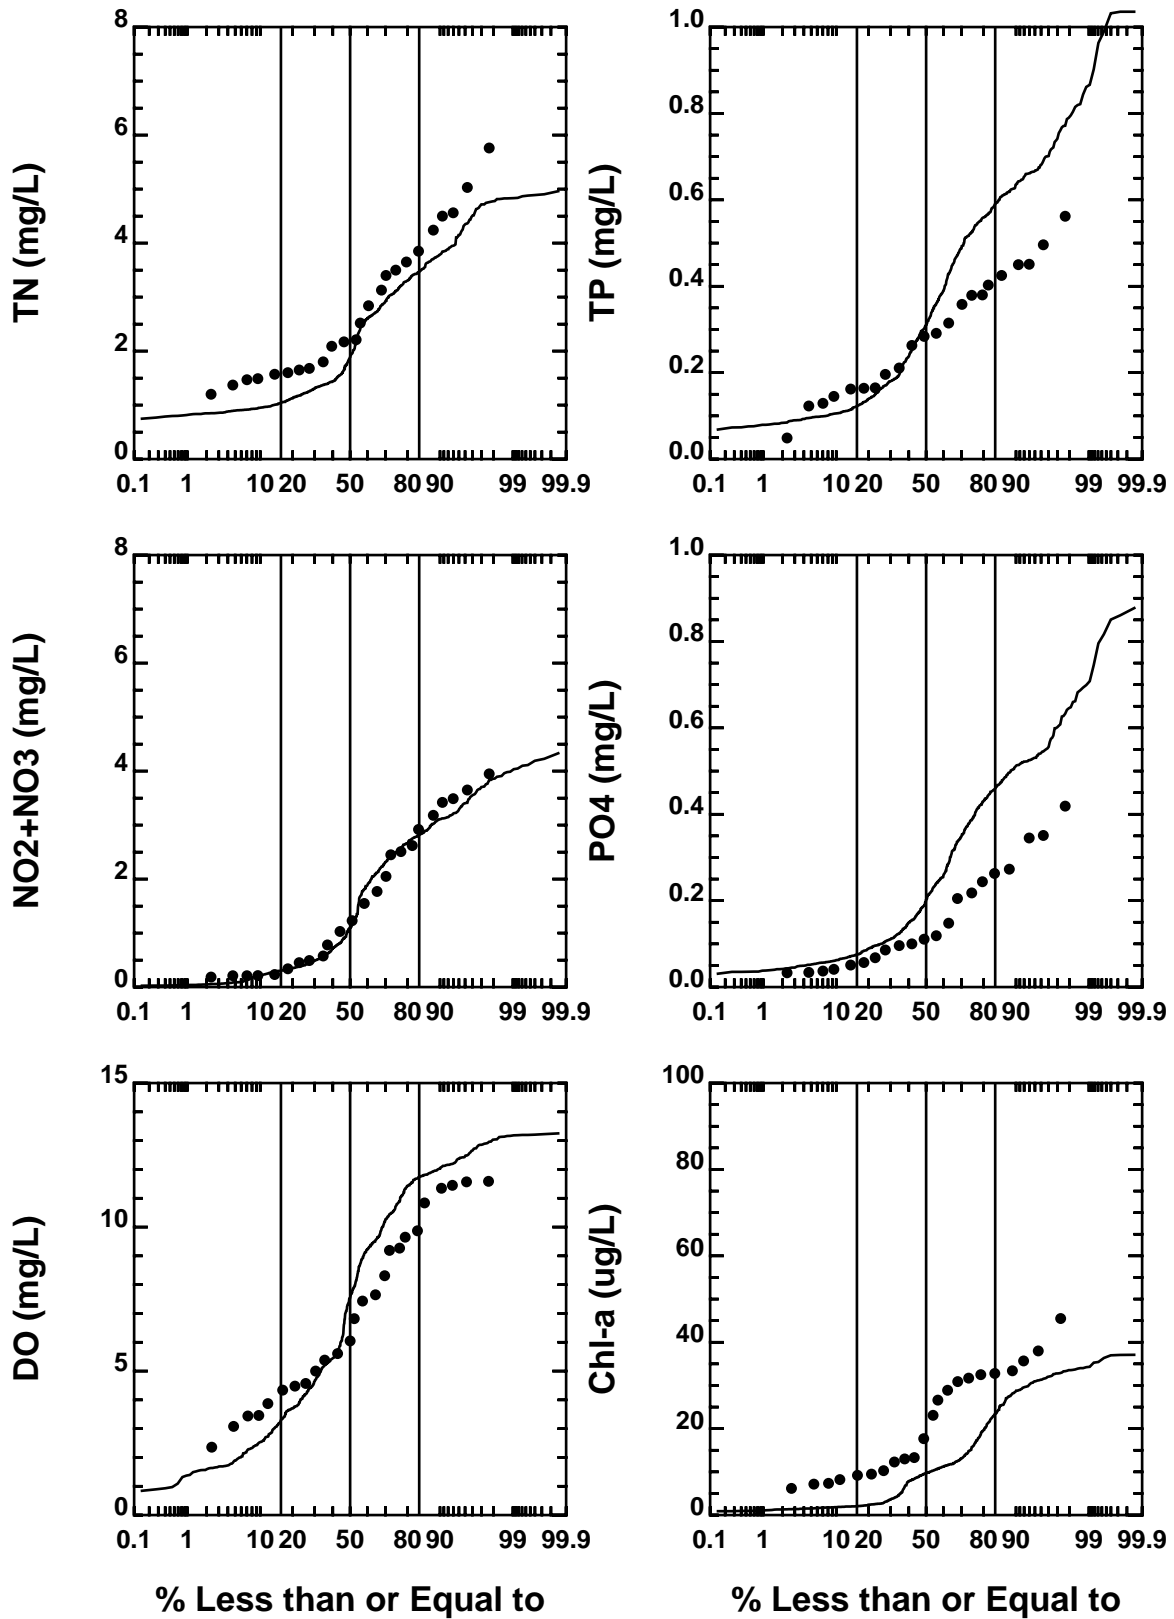 TN (mg/L)
8
6
4
2
0
0.1 1 10 20 50 80 90 99 99.9
TP (mg/L)
1.0
0.8
0.6
0.4
0.2
0.0
0.1 1 10 20 50 80 90 99 99.9
NO2+NO3 (mg/L)
8
6
4
2
0
0.1 1 10 20 50 80 90 99 99.9
PO4 (mg/L)
1.0
0.8
0.6
0.4
0.2
0.0
0.1 1 10 20 50 80 90 99 99.9
DO (mg/L)
15
10
5
0
0.1 1 10 20 50 80 90 99 99.9
% Less than or Equal to
Chl-a (ug/L)
100
80
60
40
20
0
0.1 1 10 20 50 80 90 99 99.9
% Less than or Equal to